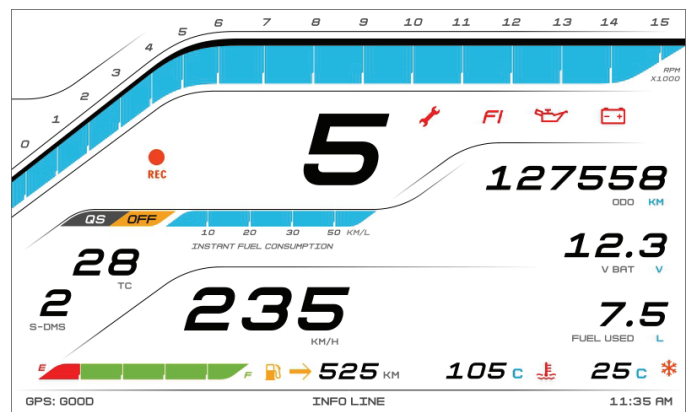 0 1 2 3 4 5 6 7 8 9 10 11 12 13 14 15
RPM
X1000
5
FI
REC
127558
ODO KM
QS OFF
10 20 30 50 KM/L
INSTANT FUEL CONSUMPTION
12.3
V BAT V
28
TC
2
S-DMS
235
KM/H
7.5
FUEL USED L
E F 525 KM 105 C 25 C
GPS: GOOD INFO LINE 11:35 AM